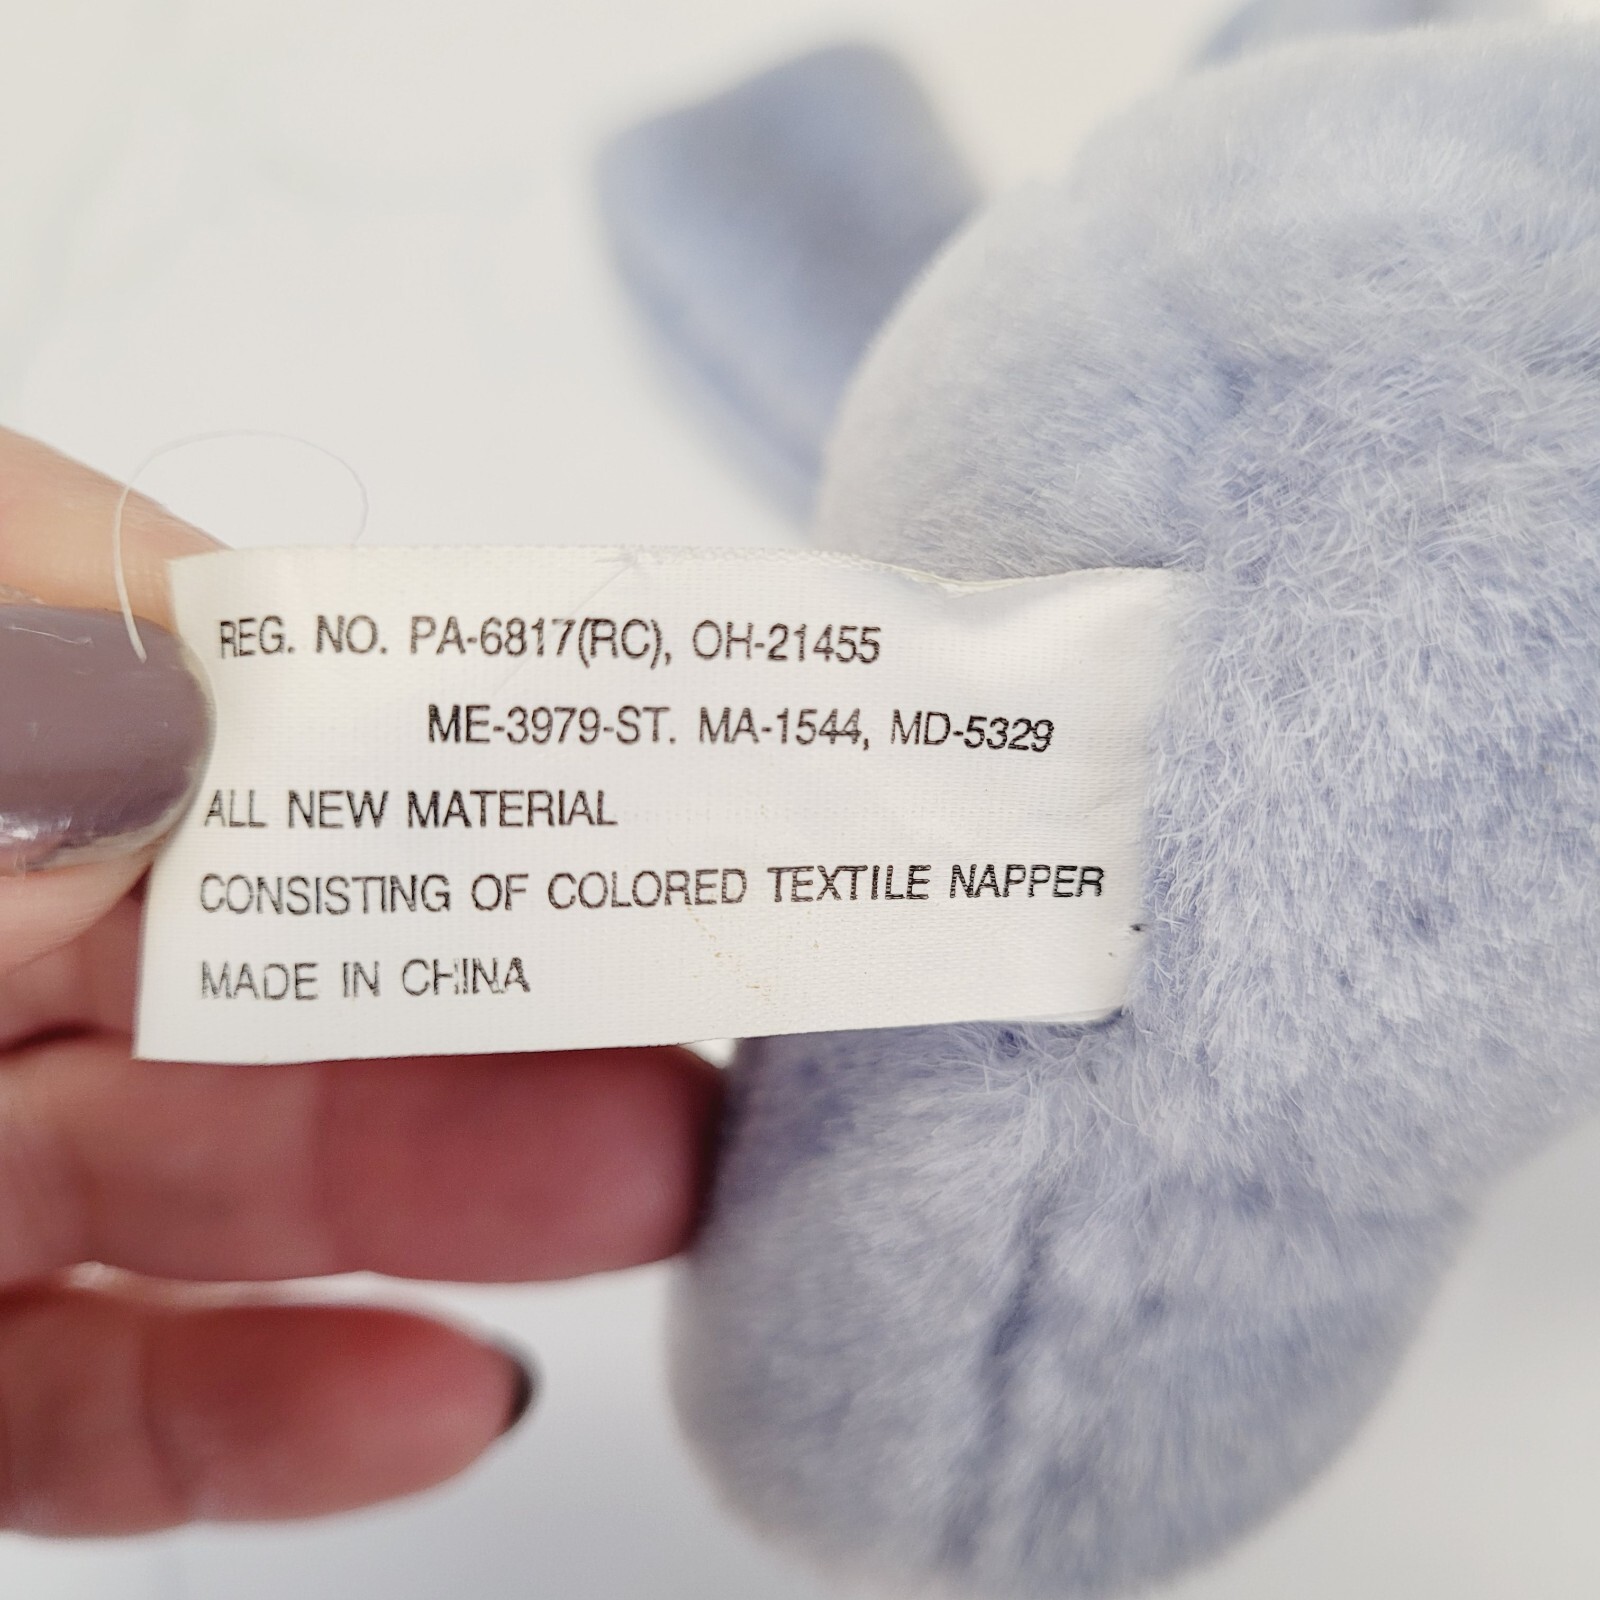 REG. NO. PA-6817(RC), OH-21455
ME-3979-ST. MA-1544, MD-5329
ALL NEW MATERIAL
CONSISTING OF COLORED TEXTILE NAPPER
MADE IN CHINA